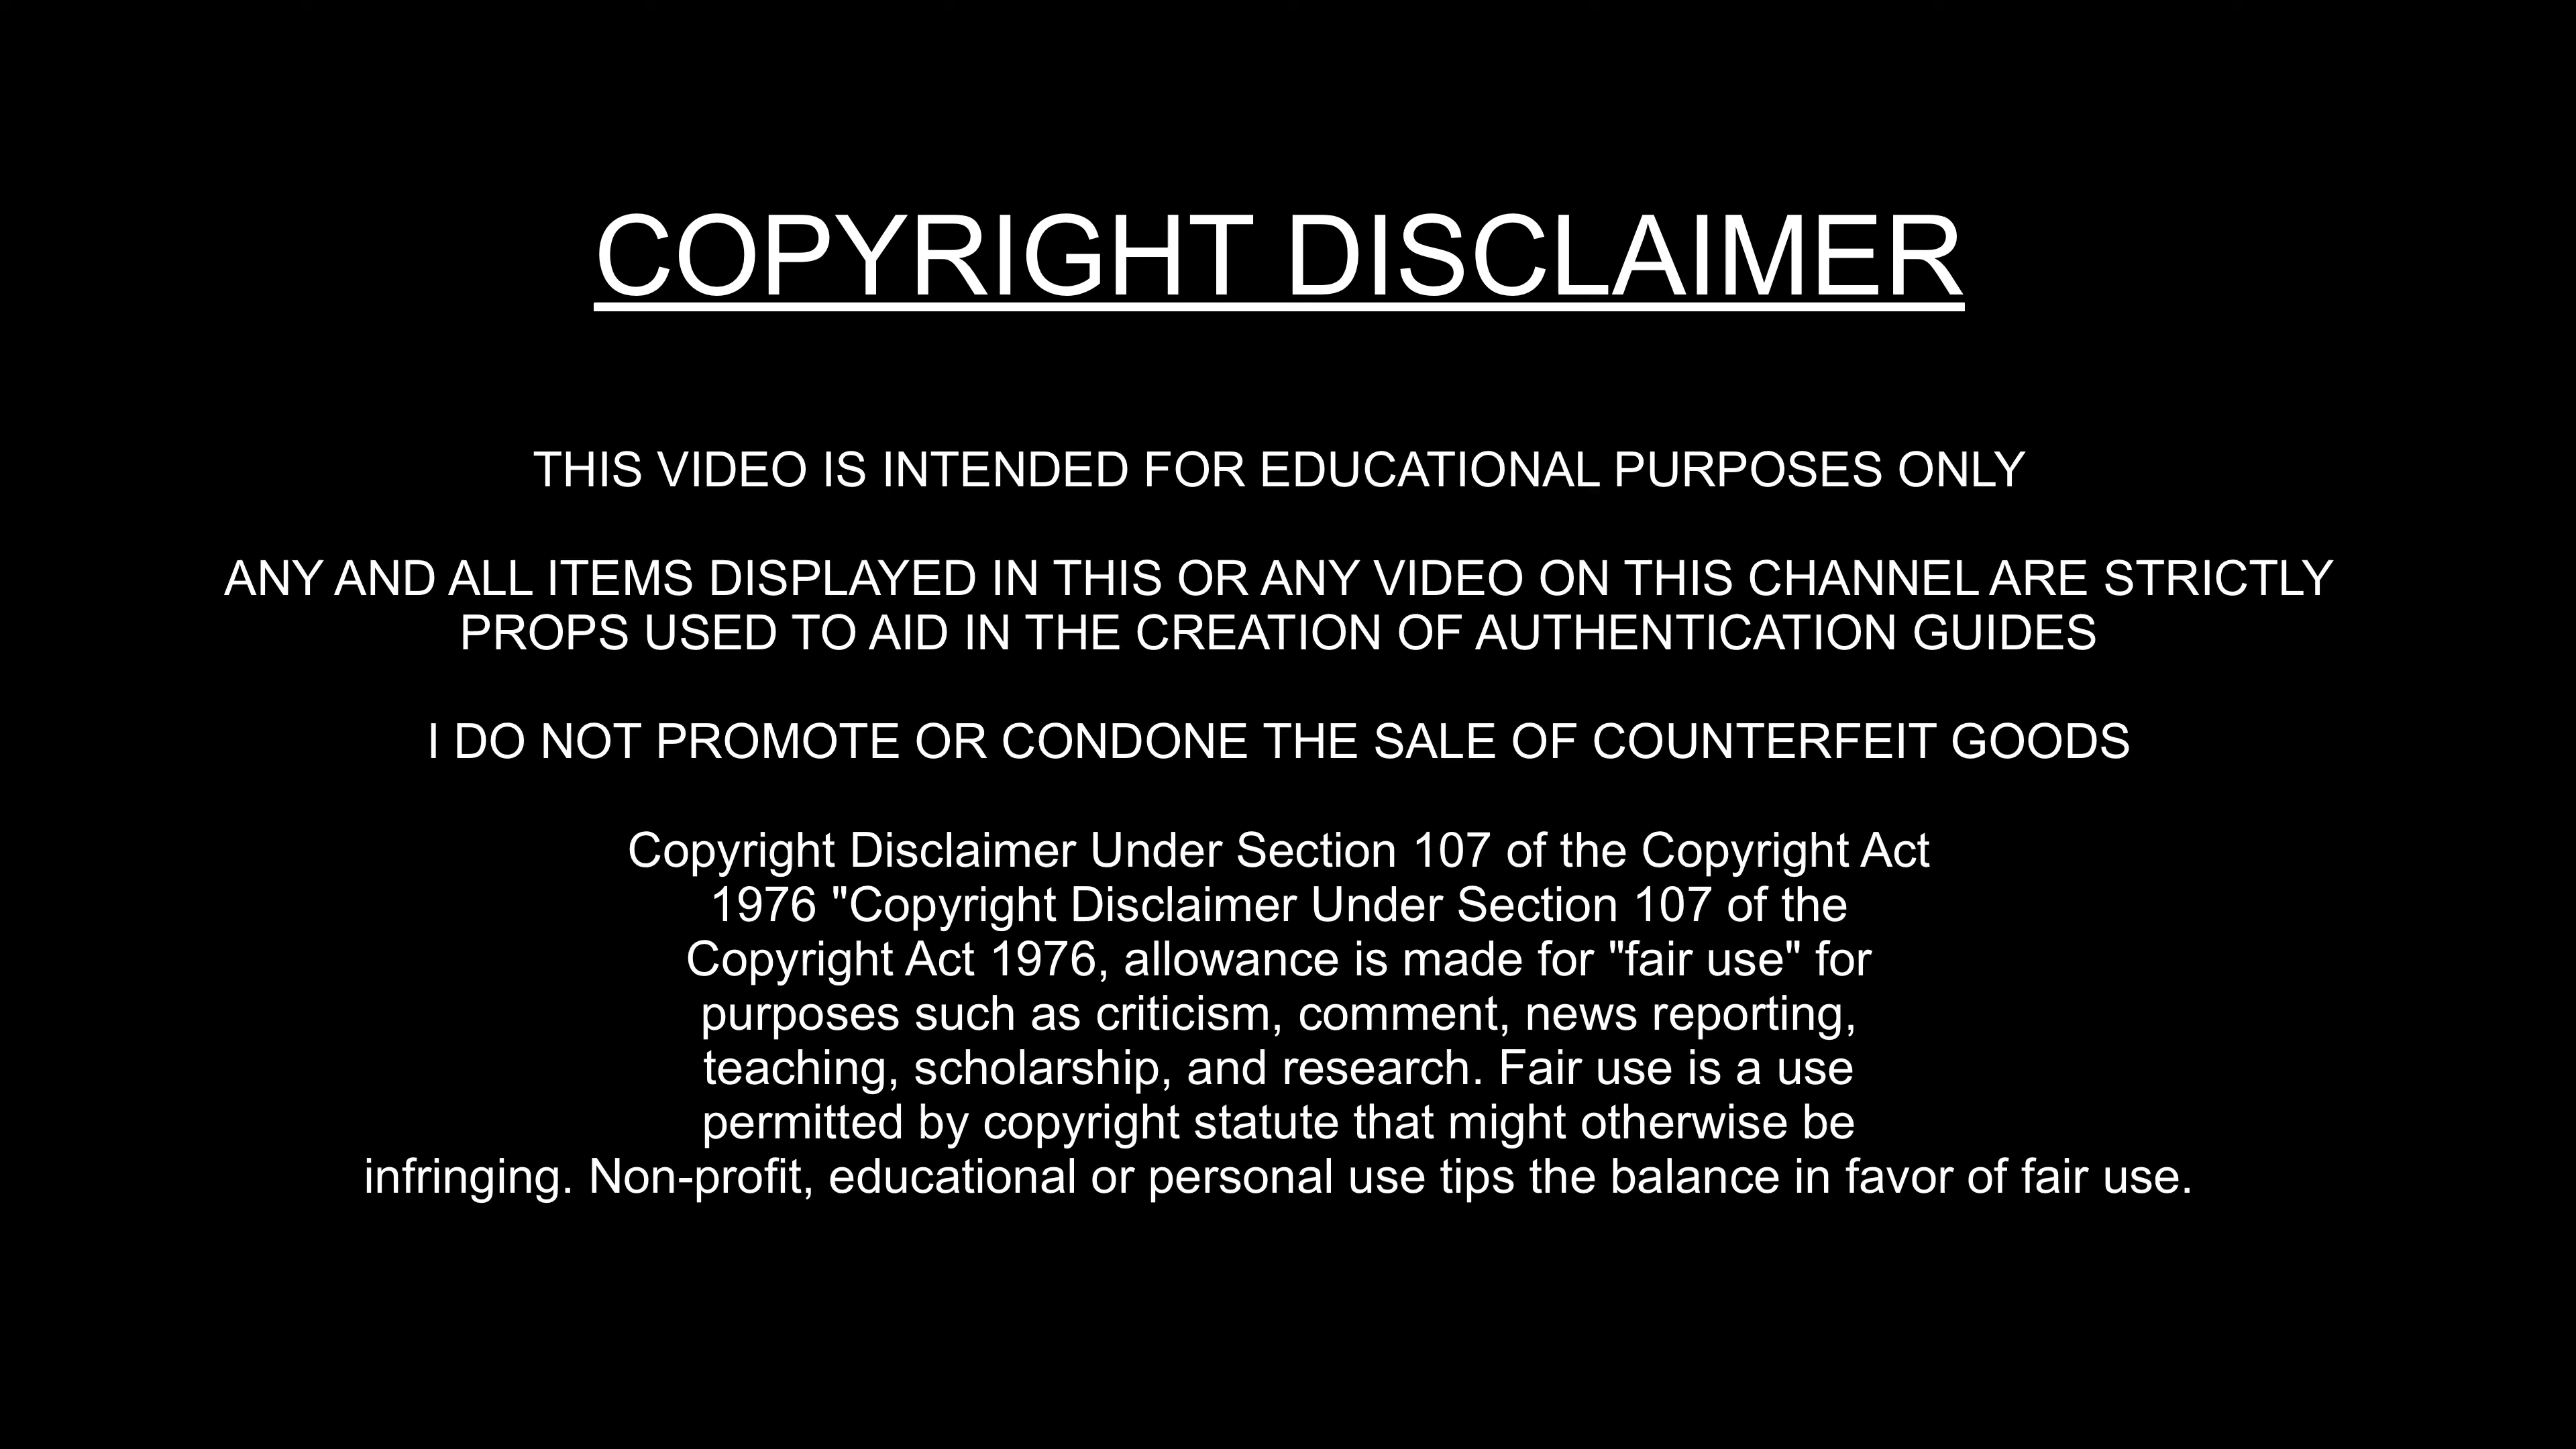 COPYRIGHT DISCLAIMER
THIS VIDEO IS INTENDED FOR EDUCATIONAL PURPOSES ONLY
ANY AND ALL ITEMS DISPLAYED IN THIS OR ANY VIDEO ON THIS CHANNEL ARE STRICTLY
PROPS USED TO AID IN THE CREATION OF AUTHENTICATION GUIDES
I DO NOT PROMOTE OR CONDONE THE SALE OF COUNTERFEIT GOODS
Copyright Disclaimer Under Section 107 of the Copyright Act
1976 "Copyright Disclaimer Under Section 107 of the
Copyright Act 1976, allowance is made for "fair use" for
purposes such as criticism, comment, news reporting,
teaching, scholarship, and research. Fair use is a use
permitted by copyright statute that might otherwise be
infringing. Non-profit, educational or personal use tips the balance in favor of fair use.